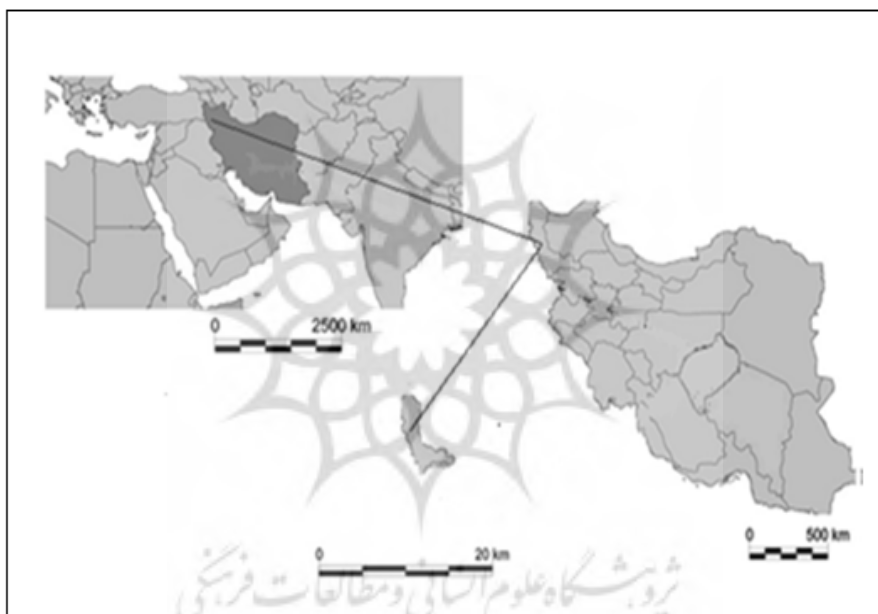 0 2500 km
0 500 km
0 20 km
پژوهشگاه علوم انسانی و مطالعات فرهنگی